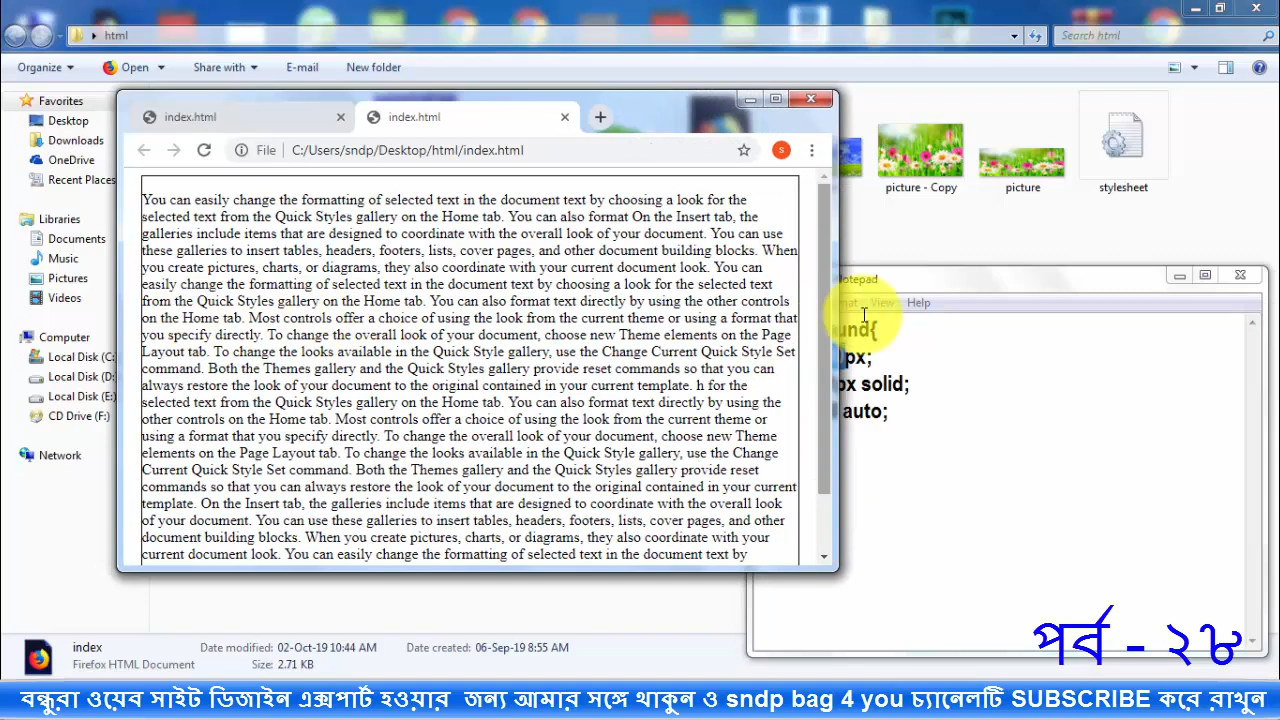 html
Search html
Organize Open Share with E-mail New folder
Favorites
Desktop
Downloads
OneDrive
Recent Places
Libraries
Documents
Music
Pictures
Videos
Computer
Local Disk (C:
Local Disk (D:
Local Disk (E:)
CD Drive (F:)
Network
picture - Copy
picture
stylesheet
index.html
index.html
File C:/Users/sndp/Desktop/html/index.html
S
You can easily change the formatting of selected text in the document text by choosing a look for the
selected text from the Quick Styles gallery on the Home tab. You can also format On the Insert tab, the
galleries include items that are designed to coordinate with the overall look of your document. You can use
these galleries to insert tables, headers, footers, lists, cover pages, and other document building blocks. When
you create pictures, charts, or diagrams, they also coordinate with your current document look. You can
easily change the formatting of selected text in the document text by choosing a look for the selected text
from the Quick Styles gallery on the Home tab. You can also format text directly by using the other controls
on the Home tab. Most controls offer a choice of using the look from the current theme or using a format that
you specify directly. To change the overall look of your document, choose new Theme elements on the Page
Layout tab. To change the looks available in the Quick Style gallery, use the Change Current Quick Style Set
command. Both the Themes gallery and the Quick Styles gallery provide reset commands so that you can
always restore the look of your document to the original contained in your current template. h for the
selected text from the Quick Styles gallery on the Home tab. You can also format text directly by using the
other controls on the Home tab. Most controls offer a choice of using the look from the current theme or
using a format that you specify directly. To change the overall look of your document, choose new Theme
elements on the Page Layout tab. To change the looks available in the Quick Style gallery, use the Change
Current Quick Style Set command. Both the Themes gallery and the Quick Styles gallery provide reset
commands so that you can always restore the look of your document to the original contained in your current
template. On the Insert tab, the galleries include items that are designed to coordinate with the overall look
of your document. You can use these galleries to insert tables, headers, footers, lists, cover pages, and other
document building blocks. When you create pictures, charts, or diagrams, they also coordinate with your
current document look. You can easily change the formatting of selected text in the document text by
Notepad
mat View Help
und{
px;
px solid;
auto;
index Date modified: 02-Oct-19 10:44 AM Date created: 06-Sep-19 8:55 AM
Firefox HTML Document Size: 2.71 KB
পর্ব - ২৮
বন্ধুরা ওয়েব সাইট ডিজাইন এক্সপার্ট হওয়ার জন্য আমার সঙ্গে থাকুন ও sndp bag 4 you চ্যানেলটি SUBSCRIBE করে রাখুন